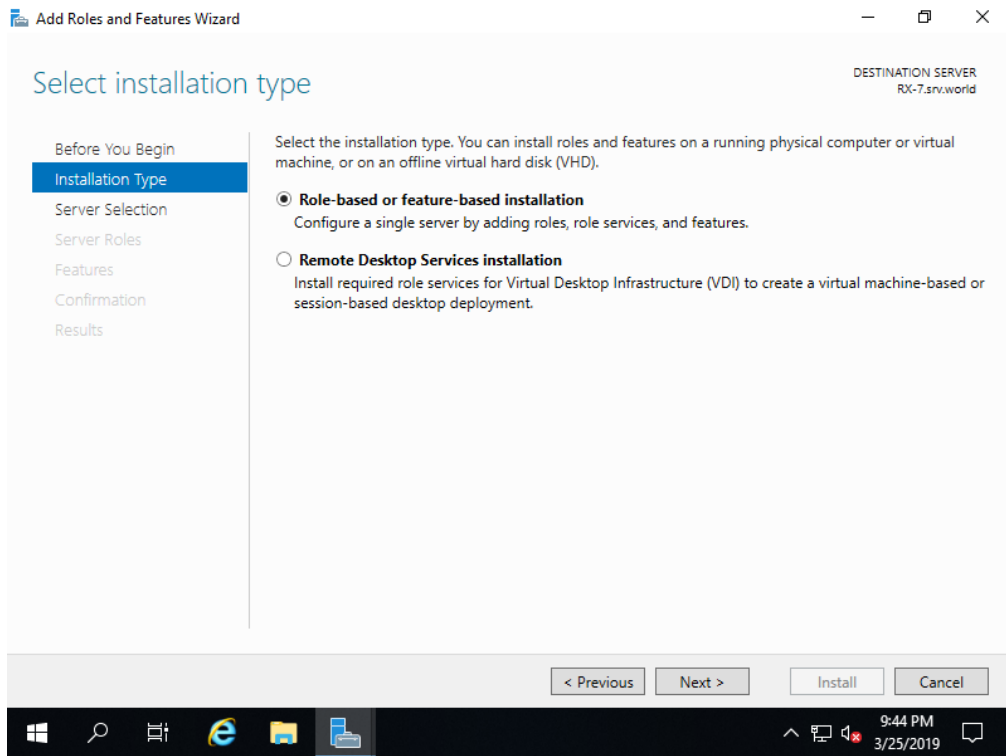 Add Roles and Features Wizard
Select installation type
DESTINATION SERVER
RX-7.srv.world
Before You Begin
Installation Type
Server Selection
Server Roles
Features
Confirmation
Results
Select the installation type. You can install roles and features on a running physical computer or virtual
machine, or on an offline virtual hard disk (VHD).
Role-based or feature-based installation
Configure a single server by adding roles, role services, and features.
Remote Desktop Services installation
Install required role services for Virtual Desktop Infrastructure (VDI) to create a virtual machine-based or
session-based desktop deployment.
< Previous
Next >
Install
Cancel
9:44 PM
3/25/2019